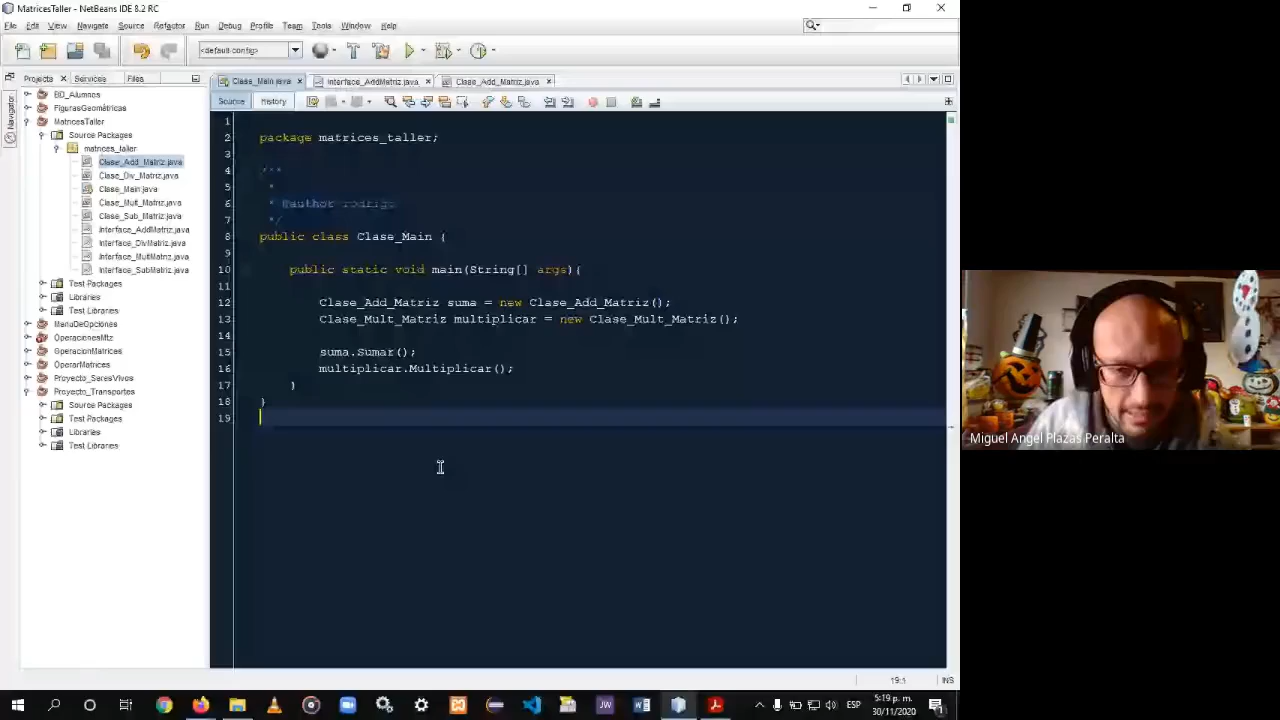 MatricesTaller - NetBeans IDE 8.2 RC
File Edit View Navigate Source Refactor Run Debug Profile Team Tools Window Help
<default config>
Projects Services Files
Clase_Main.java Interface_AddMatriz.java Clase_Add_Matriz.java
Source History
Navigator
BD_Alumnos
FigurasGeométricas
MatricesTaller
Source Packages
matrices_taller
Clase_Add_Matriz.java
Clase_Div_Matriz.java
Clase_Main.java
Clase_Mult_Matriz.java
Clase_Sub_Matriz.java
Interface_AddMatriz.java
Interface_DivMatriz.java
Interface_MultMatriz.java
Interface_SubMatriz.java
Test Packages
Libraries
Test Libraries
MenuDeOpciones
OperacionesMtz
OperacionMatrices
OperarMatrices
Proyecto_SeresVivos
Proyecto_Transportes
Source Packages
Test Packages
Libraries
Test Libraries
1
2 package matrices_taller;
3
4 /**
5 *
6 * @author rodrigo
7 */
8 public class Clase_Main {
9
10 public static void main(String[] args){
11
12 Clase_Add_Matriz suma = new Clase_Add_Matriz();
13 Clase_Mult_Matriz multiplicar = new Clase_Mult_Matriz();
14
15 suma.Sumar();
16 multiplicar.Multiplicar();
17 }
18 }
19
19:1 INS
Miguel Angel Plazas Peralta
JW
ESP
5:19 p. m.
30/11/2020